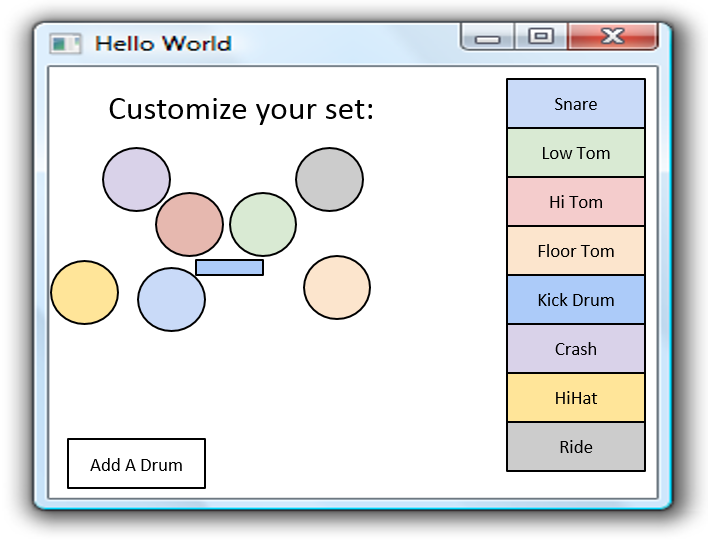 Hello World
Customize your set:
Snare
Low Tom
Hi Tom
Floor Tom
Kick Drum
Crash
HiHat
Ride
Add A Drum